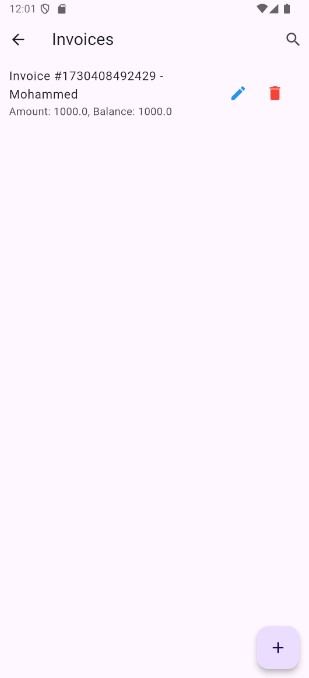 12:01
Invoices
Invoice #1730408492429 -
Mohammed
Amount: 1000.0, Balance: 1000.0
+